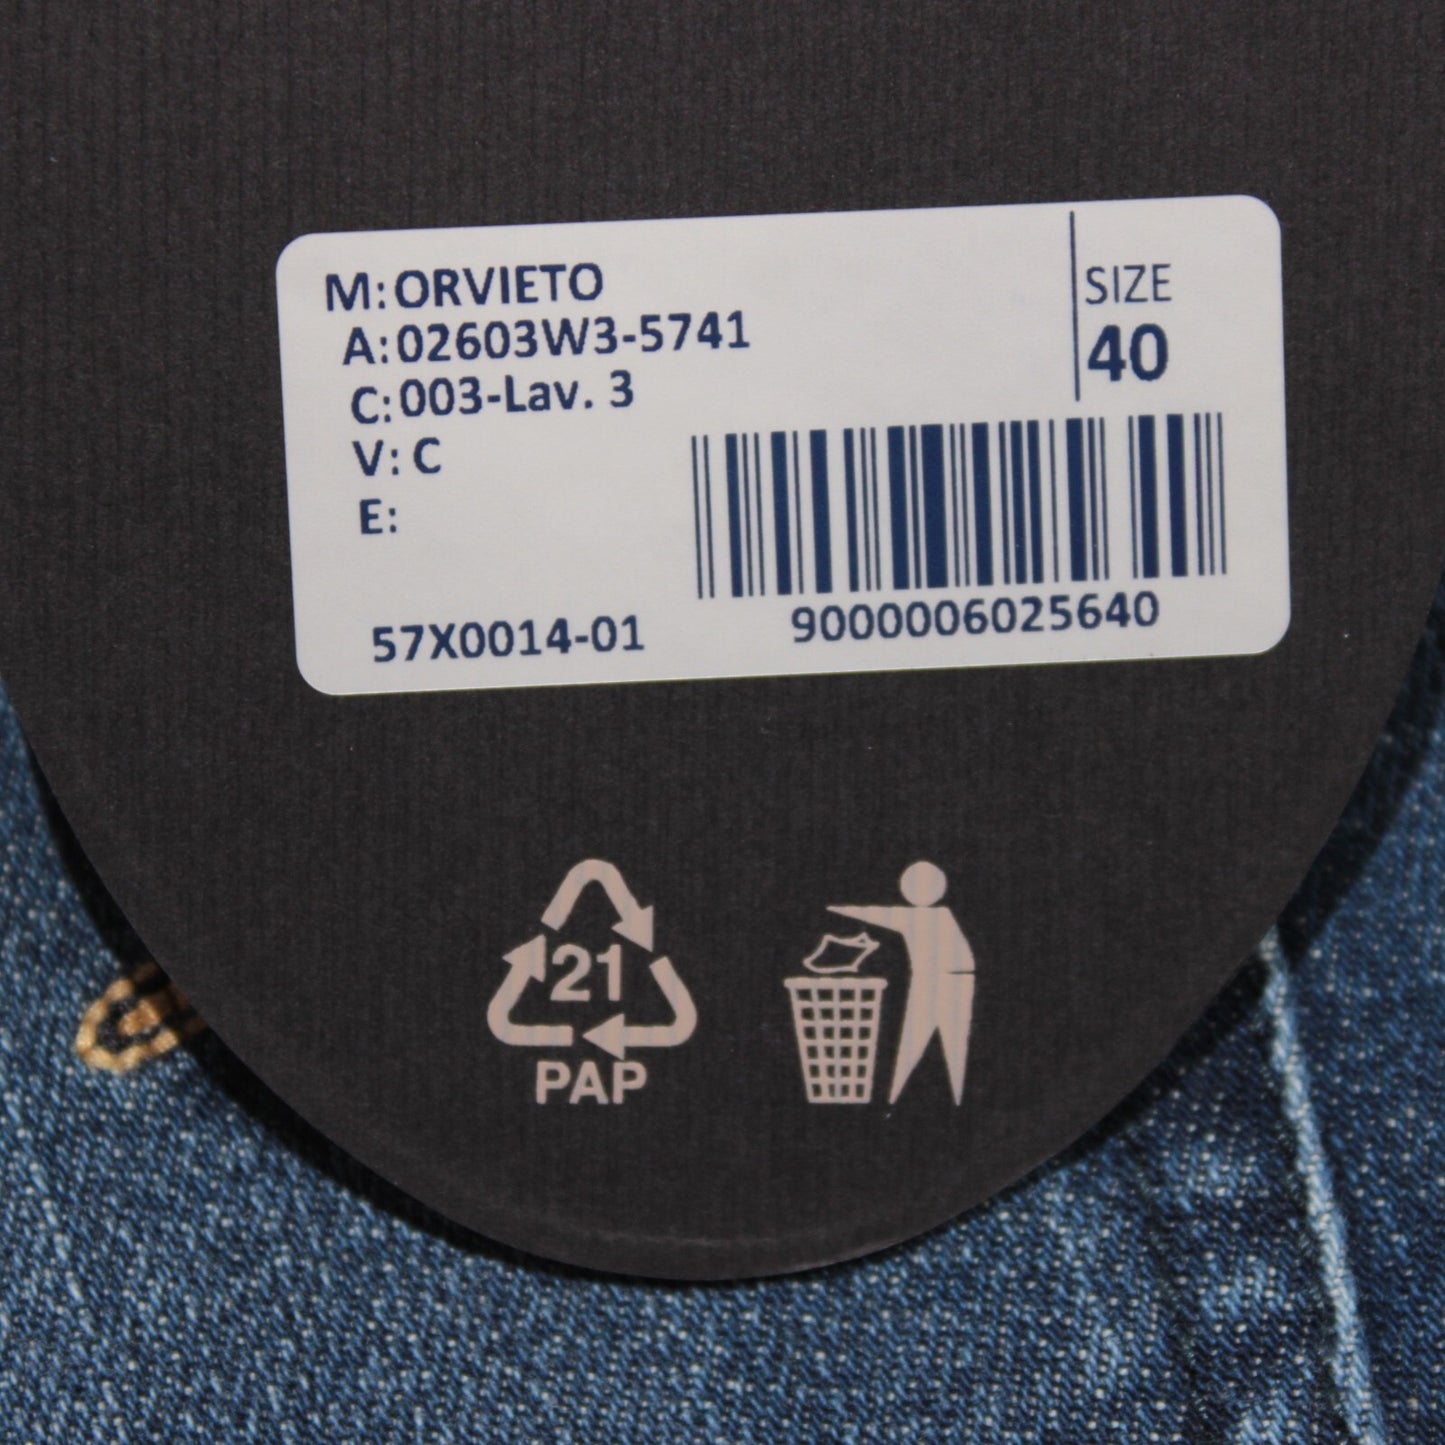 M: ORVIETO
A: 02603W3-5741
C: 003-Lav. 3
V: C
E:
SIZE
40
57X0014-01
9000006025640
21
PAP